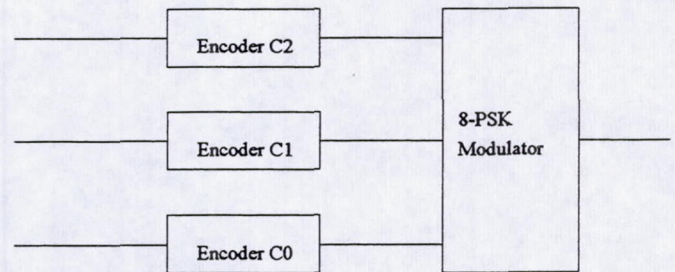 Encoder C2
8-PSK
Modulator
Encoder C1
Encoder C0